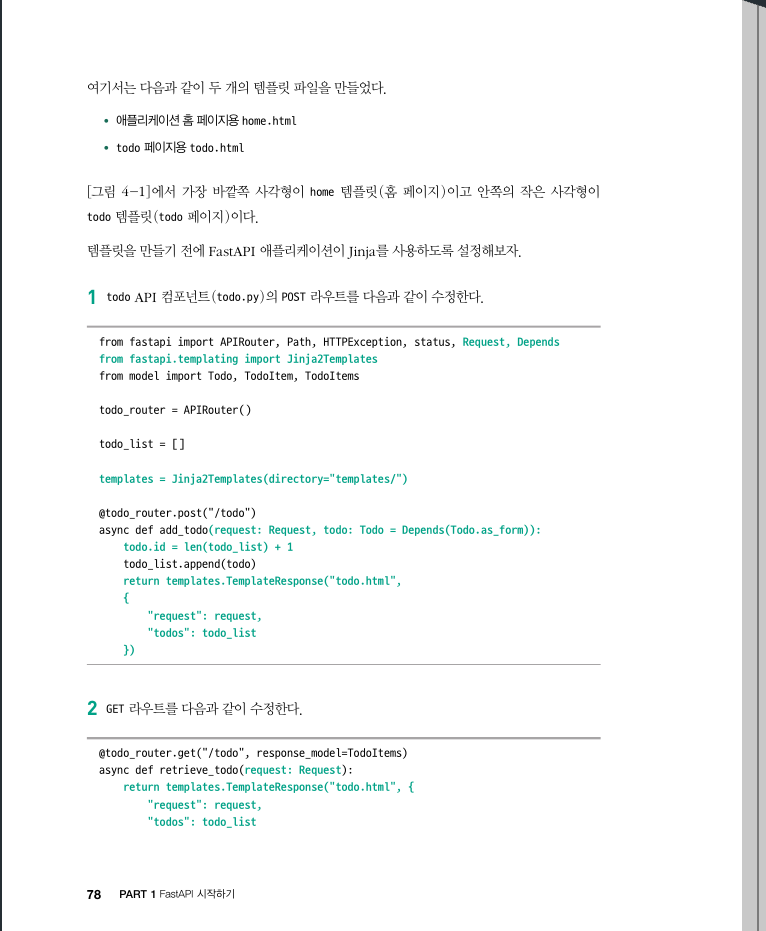 여기서는 다음과 같이 두 개의 템플릿 파일을 만들었다.
• 애플리케이션 홈 페이지용 home.html
• todo 페이지용 todo.html
[그림 4-1]에서 가장 바깥쪽 사각형이 home 템플릿(홈 페이지)이고 안쪽의 작은 사각형이
todo 템플릿(todo 페이지)이다.
템플릿을 만들기 전에 FastAPI 애플리케이션이 Jinja를 사용하도록 설정해보자.
1 todo API 컴포넌트(todo.py)의 POST 라우트를 다음과 같이 수정한다.
from fastapi import APIRouter, Path, HTTPException, status, Request, Depends
from fastapi.templating import Jinja2Templates
from model import Todo, TodoItem, TodoItems
todo_router = APIRouter()
todo_list = []
templates = Jinja2Templates(directory="templates/")
@todo_router.post("/todo")
async def add_todo(request: Request, todo: Todo = Depends(Todo.as_form)):
    todo.id = len(todo_list) + 1
    todo_list.append(todo)
    return templates.TemplateResponse("todo.html",
    {
        "request": request,
        "todos": todo_list
    })
2 GET 라우트를 다음과 같이 수정한다.
@todo_router.get("/todo", response_model=TodoItems)
async def retrieve_todo(request: Request):
    return templates.TemplateResponse("todo.html", {
        "request": request,
        "todos": todo_list
78 PART 1 FastAPI 시작하기